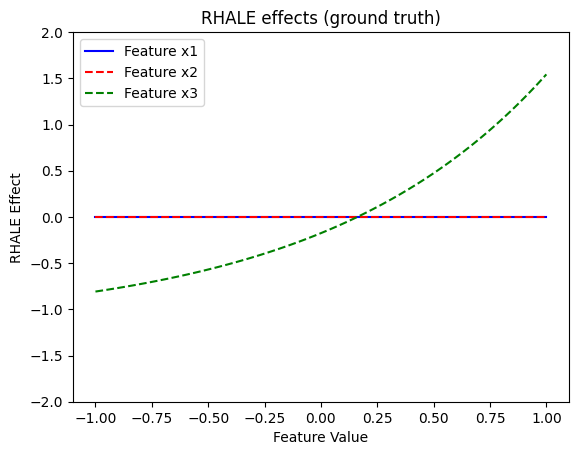 RHALE effects (ground truth)
Feature x1
Feature x2
Feature x3
RHALE Effect
2.0
1.5
1.0
0.5
0.0
−0.5
−1.0
−1.5
−2.0
−1.00 −0.75 −0.50 −0.25 0.00 0.25 0.50 0.75 1.00
Feature Value